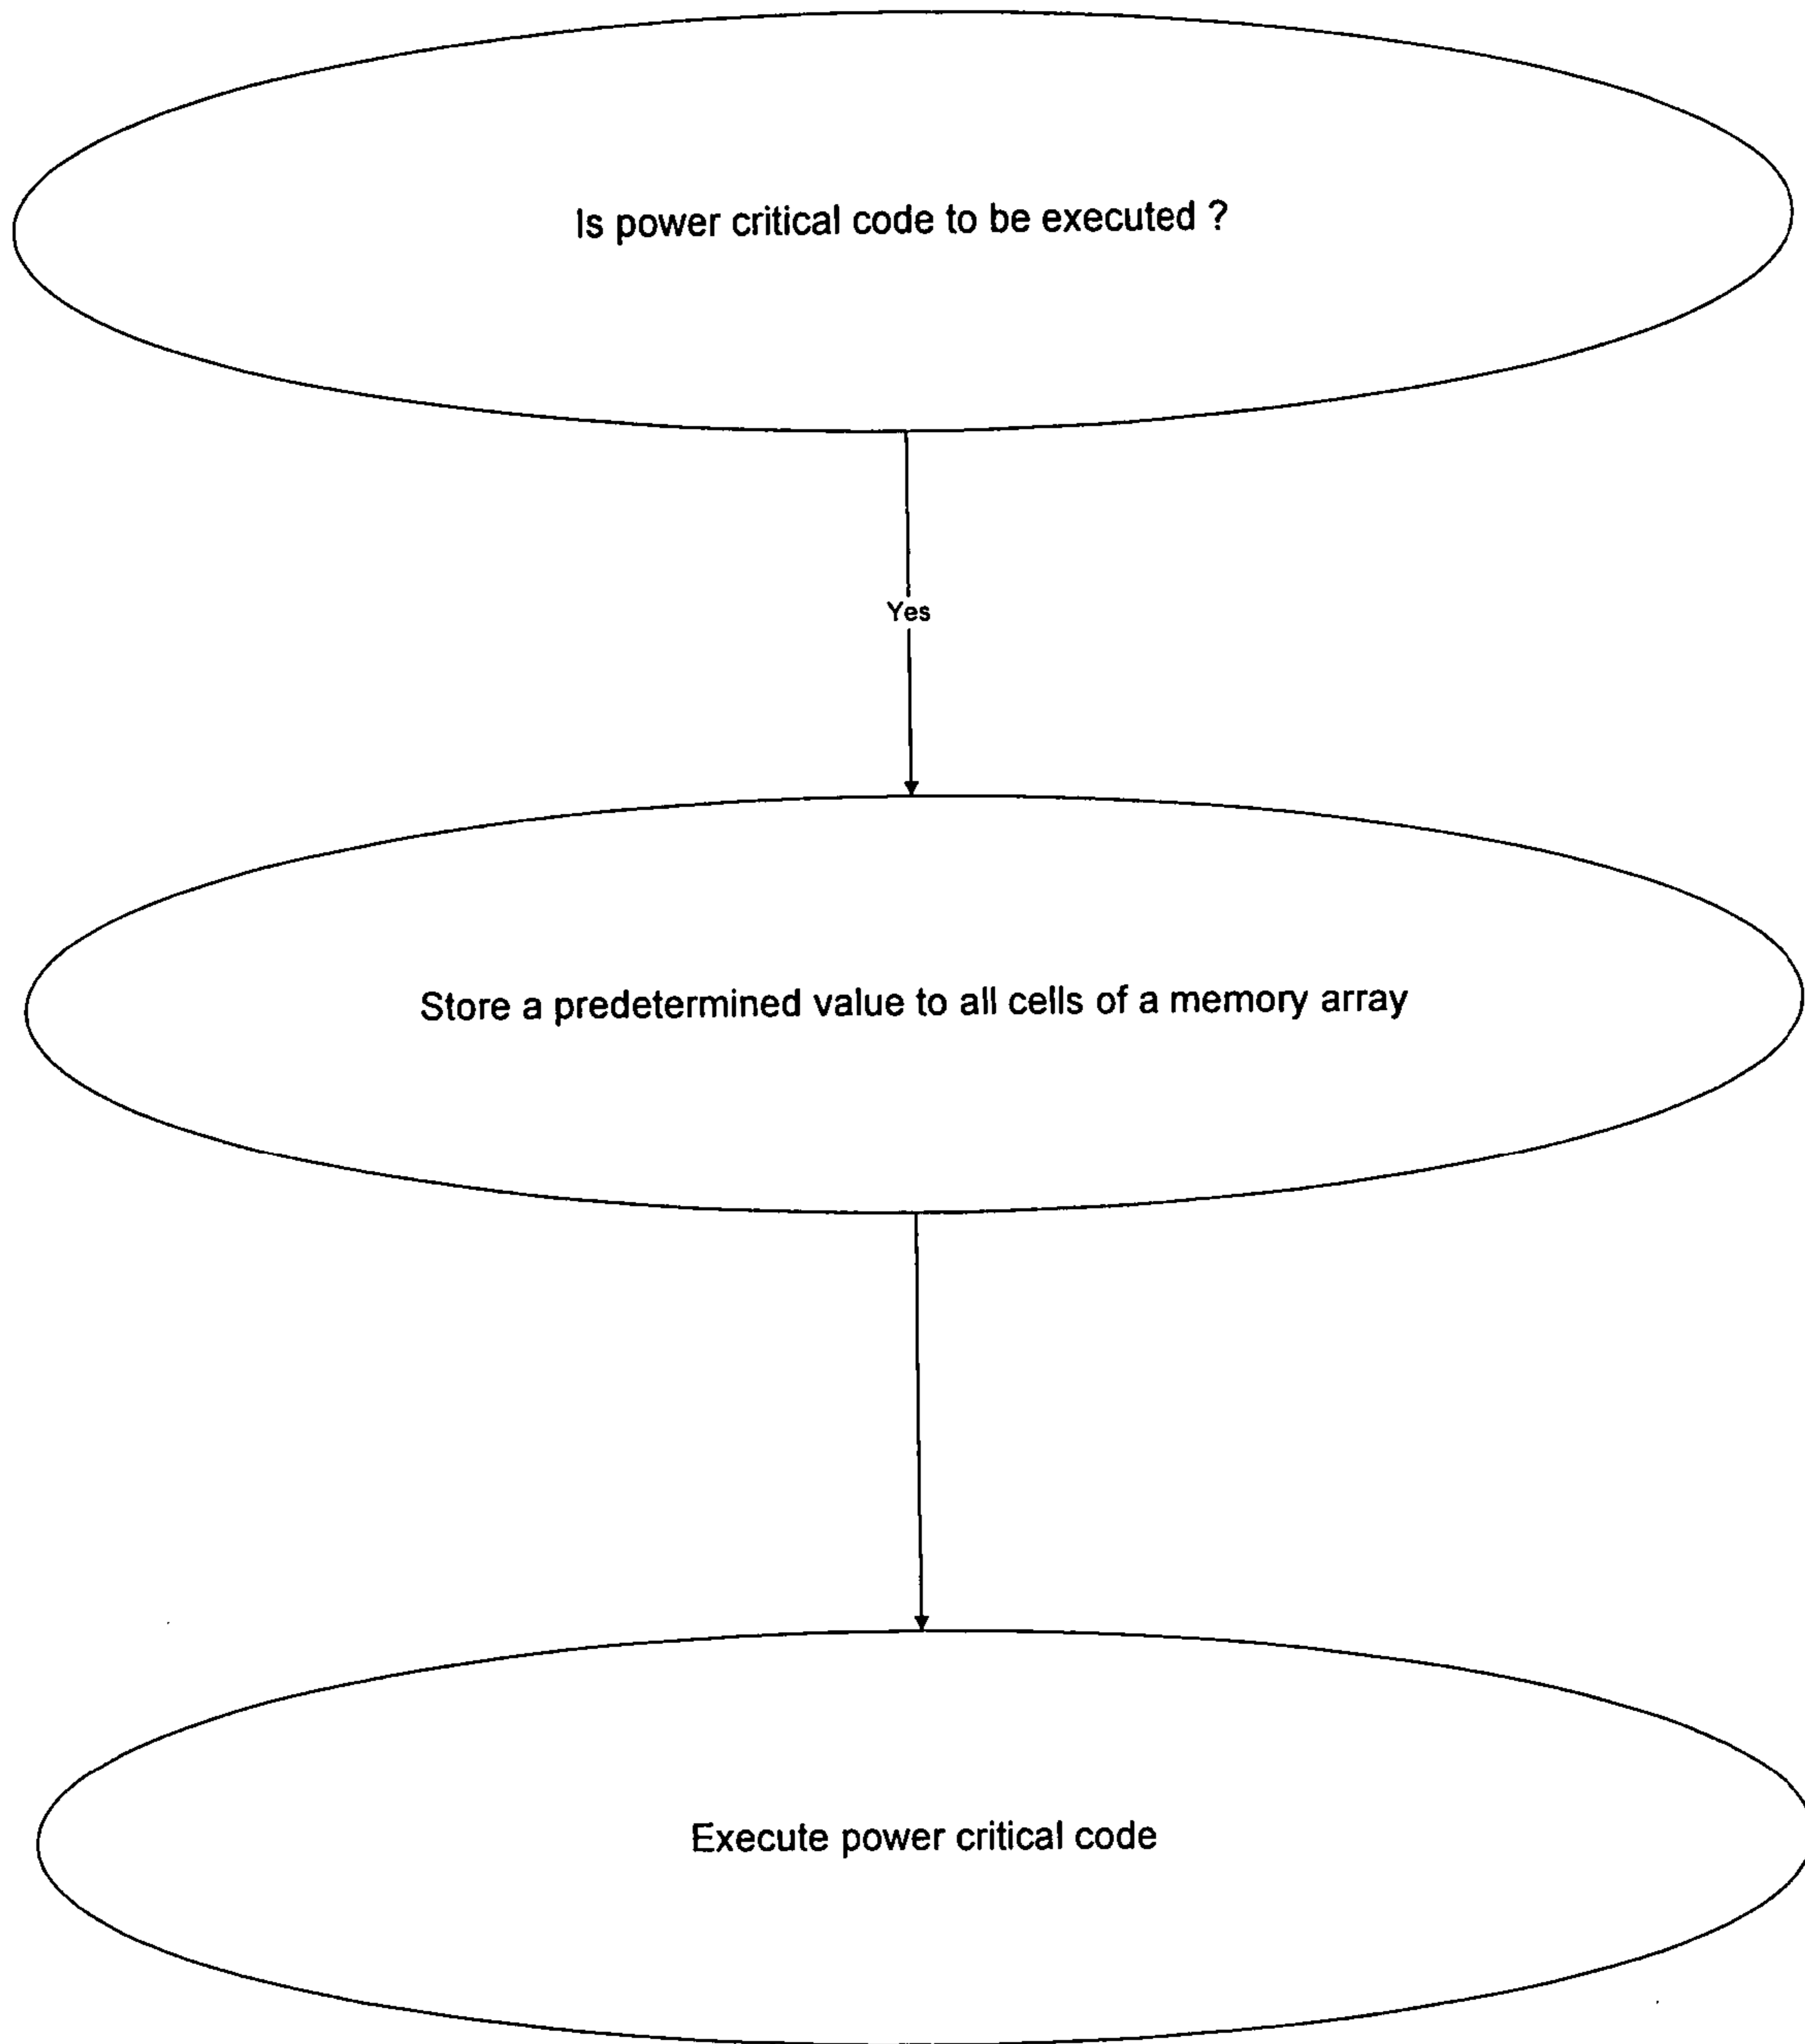 Is power critical code to be executed ?
Yes
Store a predetermined value to all cells of a memory array
Execute power critical code